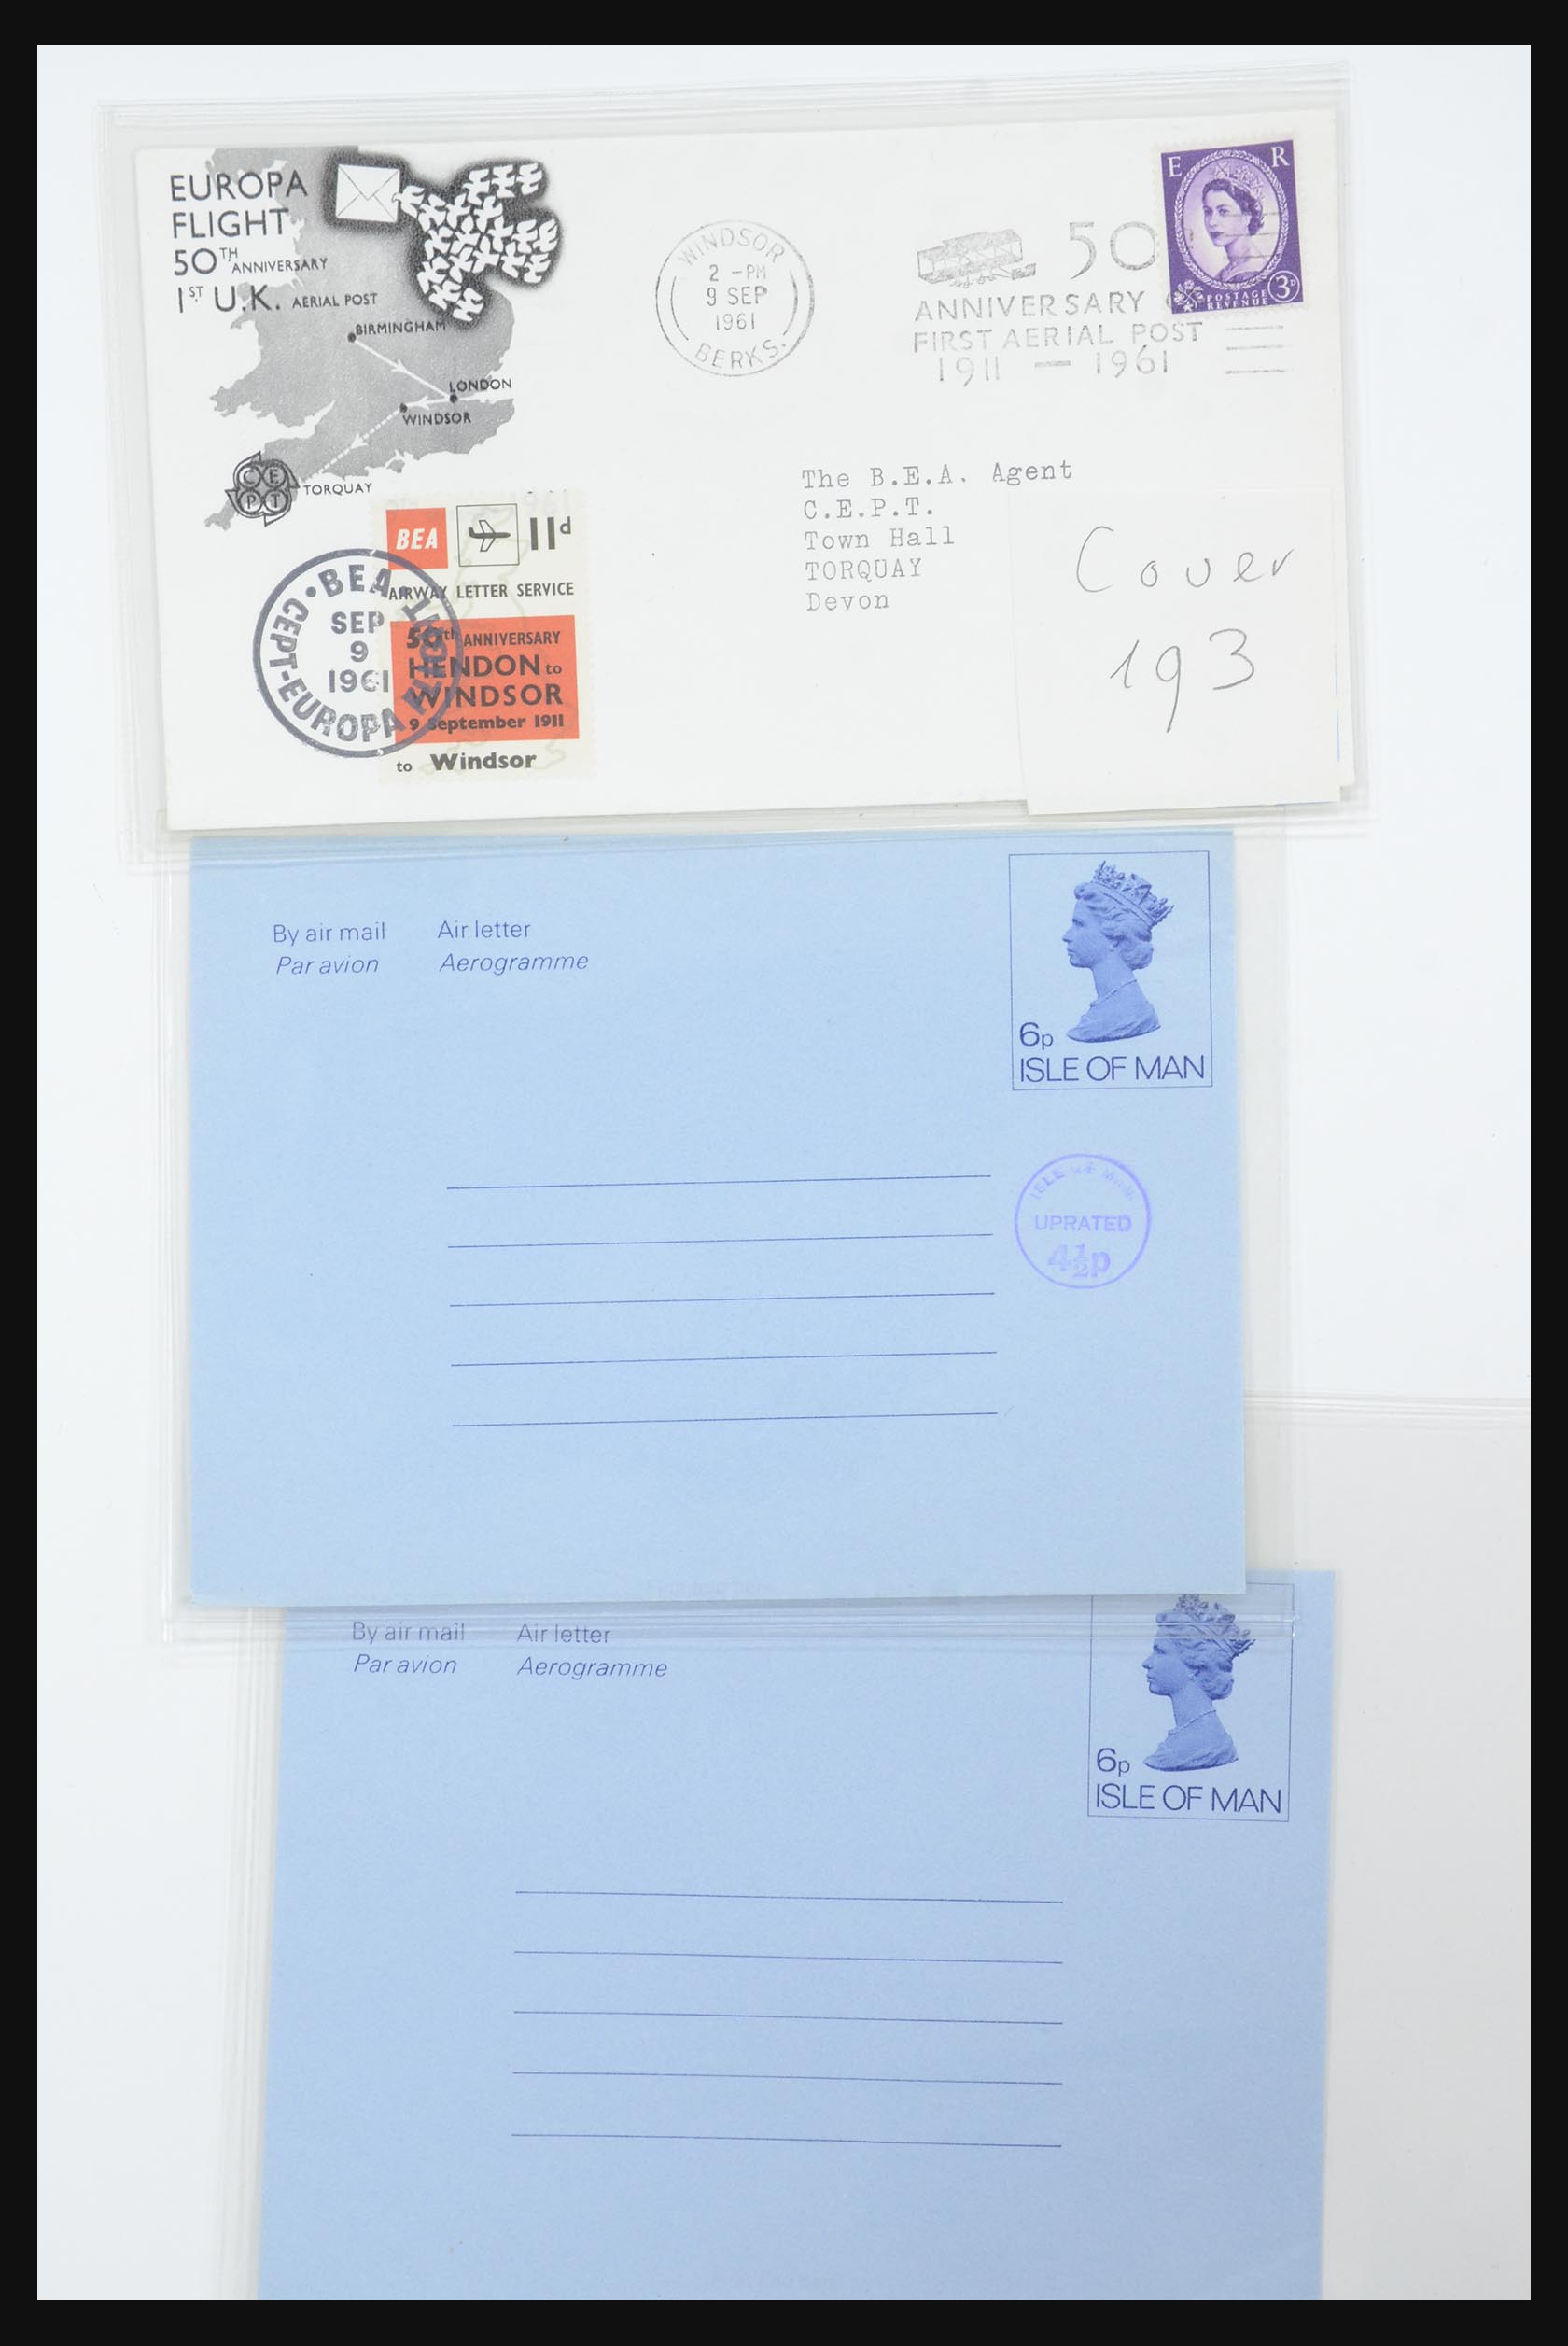 EUROPA
FLIGHT
50TH ANNIVERSARY
1ST U.K. AERIAL POST
BIRMINGHAM
LONDON
WINDSOR
CEPT
TORQUAY
WINDSOR
2 -PM
9 SEP
1961
BERKS.
50
ANNIVERSARY
FIRST AERIAL POST
1911 — 1961
E R
POSTAGE
REVENUE
3D
The B.E.A. Agent
C.E.P.T.
Town Hall
TORQUAY
Devon
Cover
193
BEA 11d
AIRWAY LETTER SERVICE
50th ANNIVERSARY
HENDON to
WINDSOR
9 September 1911
to Windsor
BEA
CEPT-EUROPA FLIGHT
SEP
9
1961
By air mail Air letter
Par avion Aerogramme
6p
ISLE OF MAN
ISLE OF MAN
UPRATED
4½p
By air mail Air letter
Par avion Aerogramme
6p
ISLE OF MAN